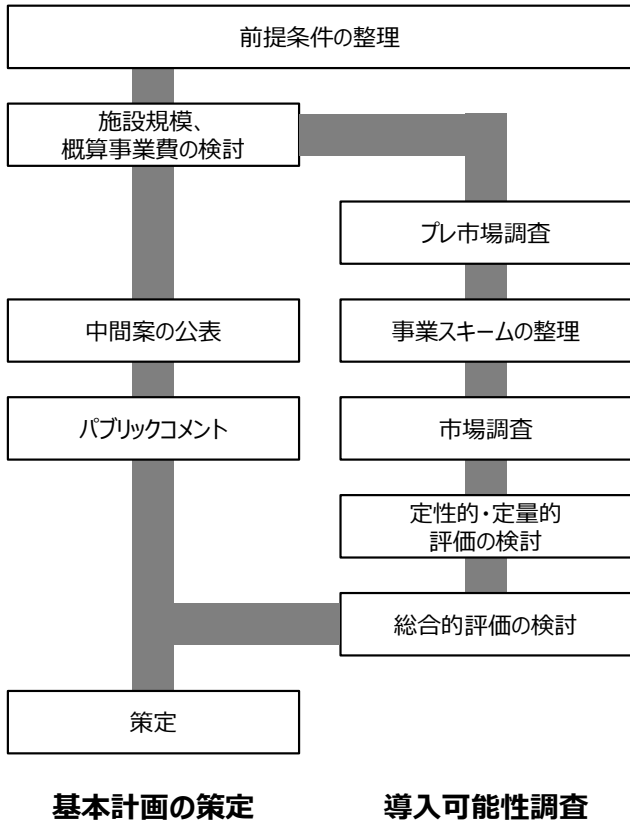 前提条件の整理
施設規模、
概算事業費の検討
プレ市場調査
中間案の公表
事業スキームの整理
パブリックコメント
市場調査
定性的・定量的
評価の検討
総合的評価の検討
策定
基本計画の策定
導入可能性調査